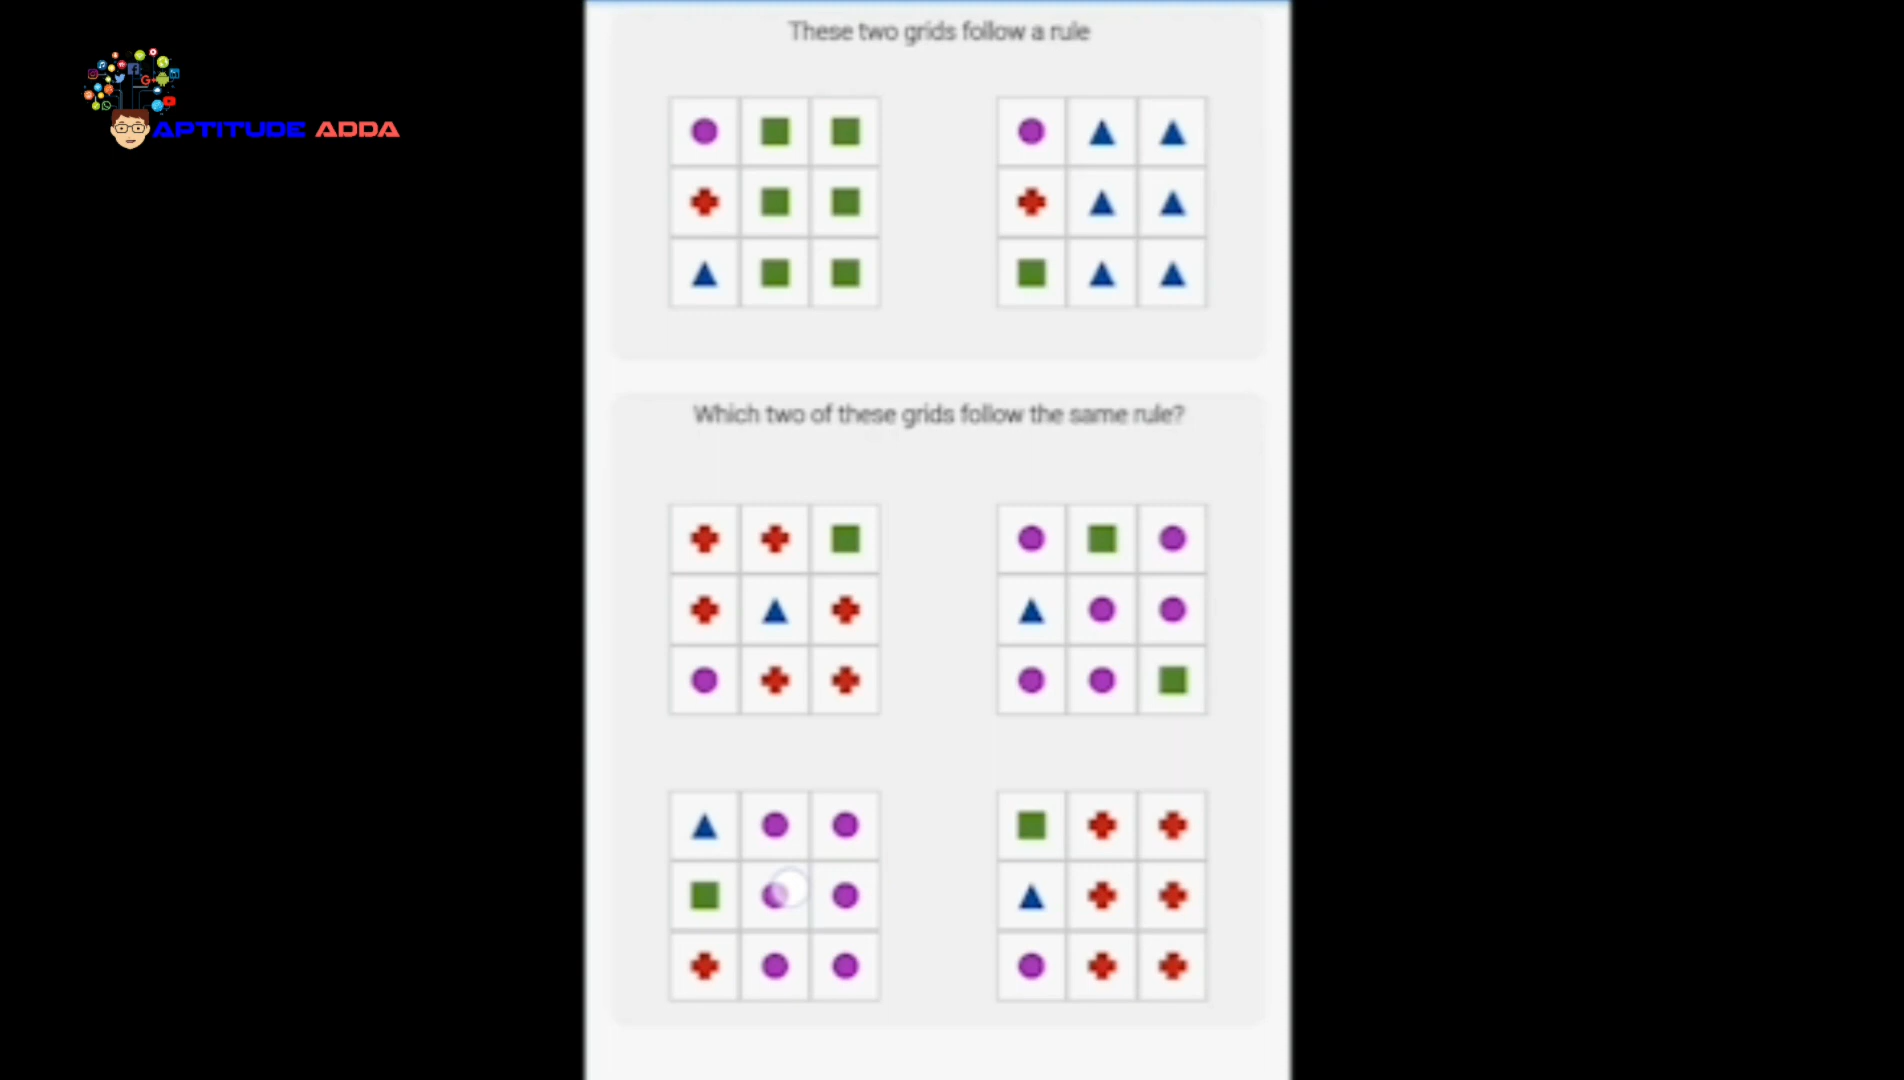 These two grids follow a rule
APTITUDE ADDA
Which two of these grids follow the same rule?